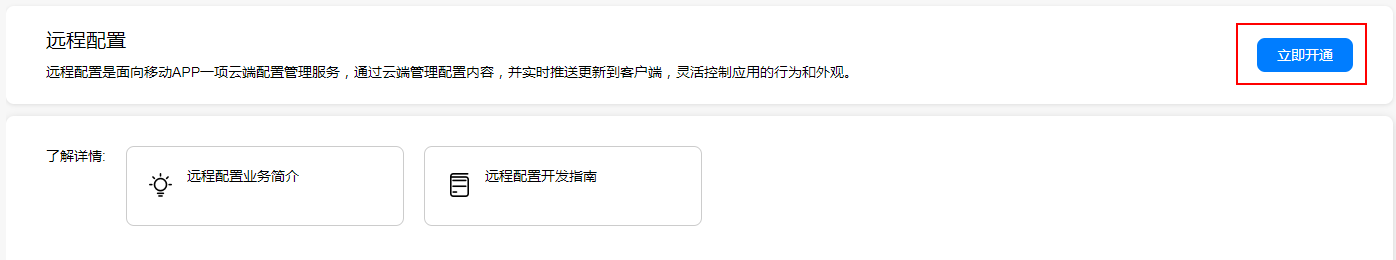 远程配置
远程配置是面向移动APP一项云端配置管理服务，通过云端管理配置内容，并实时推送更新到客户端，灵活控制应用的行为和外观。
立即开通
了解详情:
远程配置业务简介
远程配置开发指南